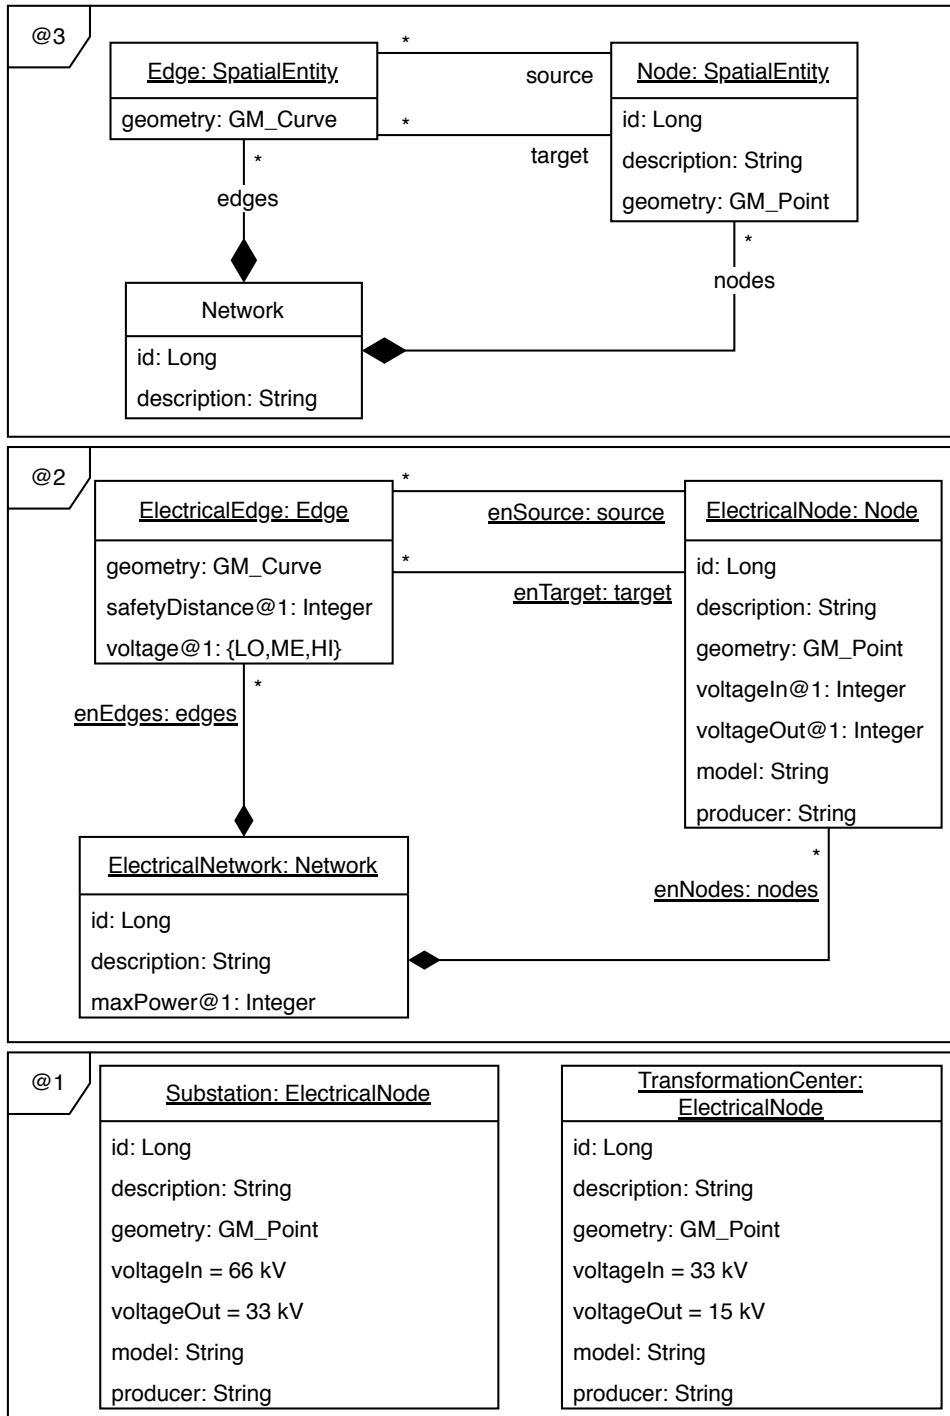 @3
Edge: SpatialEntity
geometry: GM_Curve
*
source
*
target
Node: SpatialEntity
id: Long
description: String
geometry: GM_Point
*
edges
*
nodes
Network
id: Long
description: String
@2
ElectricalEdge: Edge
geometry: GM_Curve
safetyDistance@1: Integer
voltage@1: {LO,ME,HI}
*
enSource: source
*
enTarget: target
ElectricalNode: Node
id: Long
description: String
geometry: GM_Point
voltageIn@1: Integer
voltageOut@1: Integer
model: String
producer: String
*
enEdges: edges
*
enNodes: nodes
ElectricalNetwork: Network
id: Long
description: String
maxPower@1: Integer
@1
Substation: ElectricalNode
id: Long
description: String
geometry: GM_Point
voltageIn = 66 kV
voltageOut = 33 kV
model: String
producer: String
TransformationCenter:
ElectricalNode
id: Long
description: String
geometry: GM_Point
voltageIn = 33 kV
voltageOut = 15 kV
model: String
producer: String